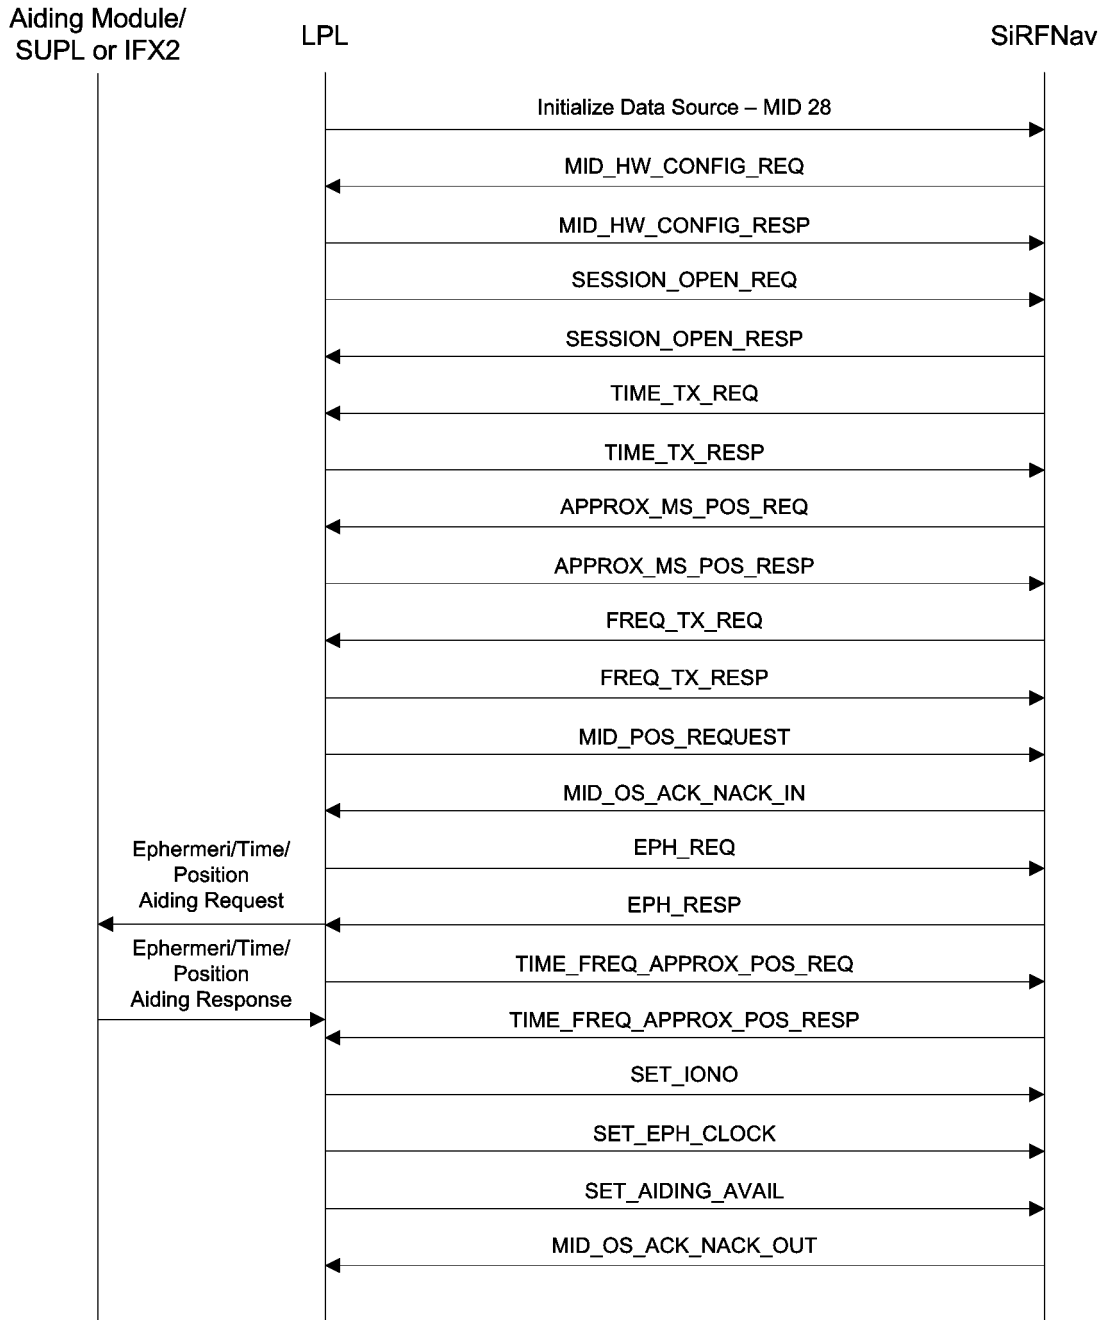 Aiding Module/
SUPL or IFX2
LPL
SiRFNav
Initialize Data Source – MID 28
MID_HW_CONFIG_REQ
MID_HW_CONFIG_RESP
SESSION_OPEN_REQ
SESSION_OPEN_RESP
TIME_TX_REQ
TIME_TX_RESP
APPROX_MS_POS_REQ
APPROX_MS_POS_RESP
FREQ_TX_REQ
FREQ_TX_RESP
MID_POS_REQUEST
MID_OS_ACK_NACK_IN
Ephermeri/Time/
Position
Aiding Request
EPH_REQ
EPH_RESP
Ephermeri/Time/
Position
Aiding Response
TIME_FREQ_APPROX_POS_REQ
TIME_FREQ_APPROX_POS_RESP
SET_IONO
SET_EPH_CLOCK
SET_AIDING_AVAIL
MID_OS_ACK_NACK_OUT